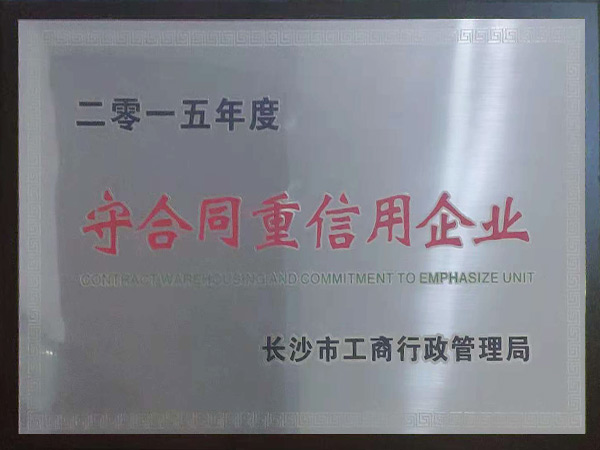 二零一五年度
守合同重信用企业
CONTRACT WAREHOUSING AND COMMITMENT TO EMPHASIZE UNIT
长沙市工商行政管理局